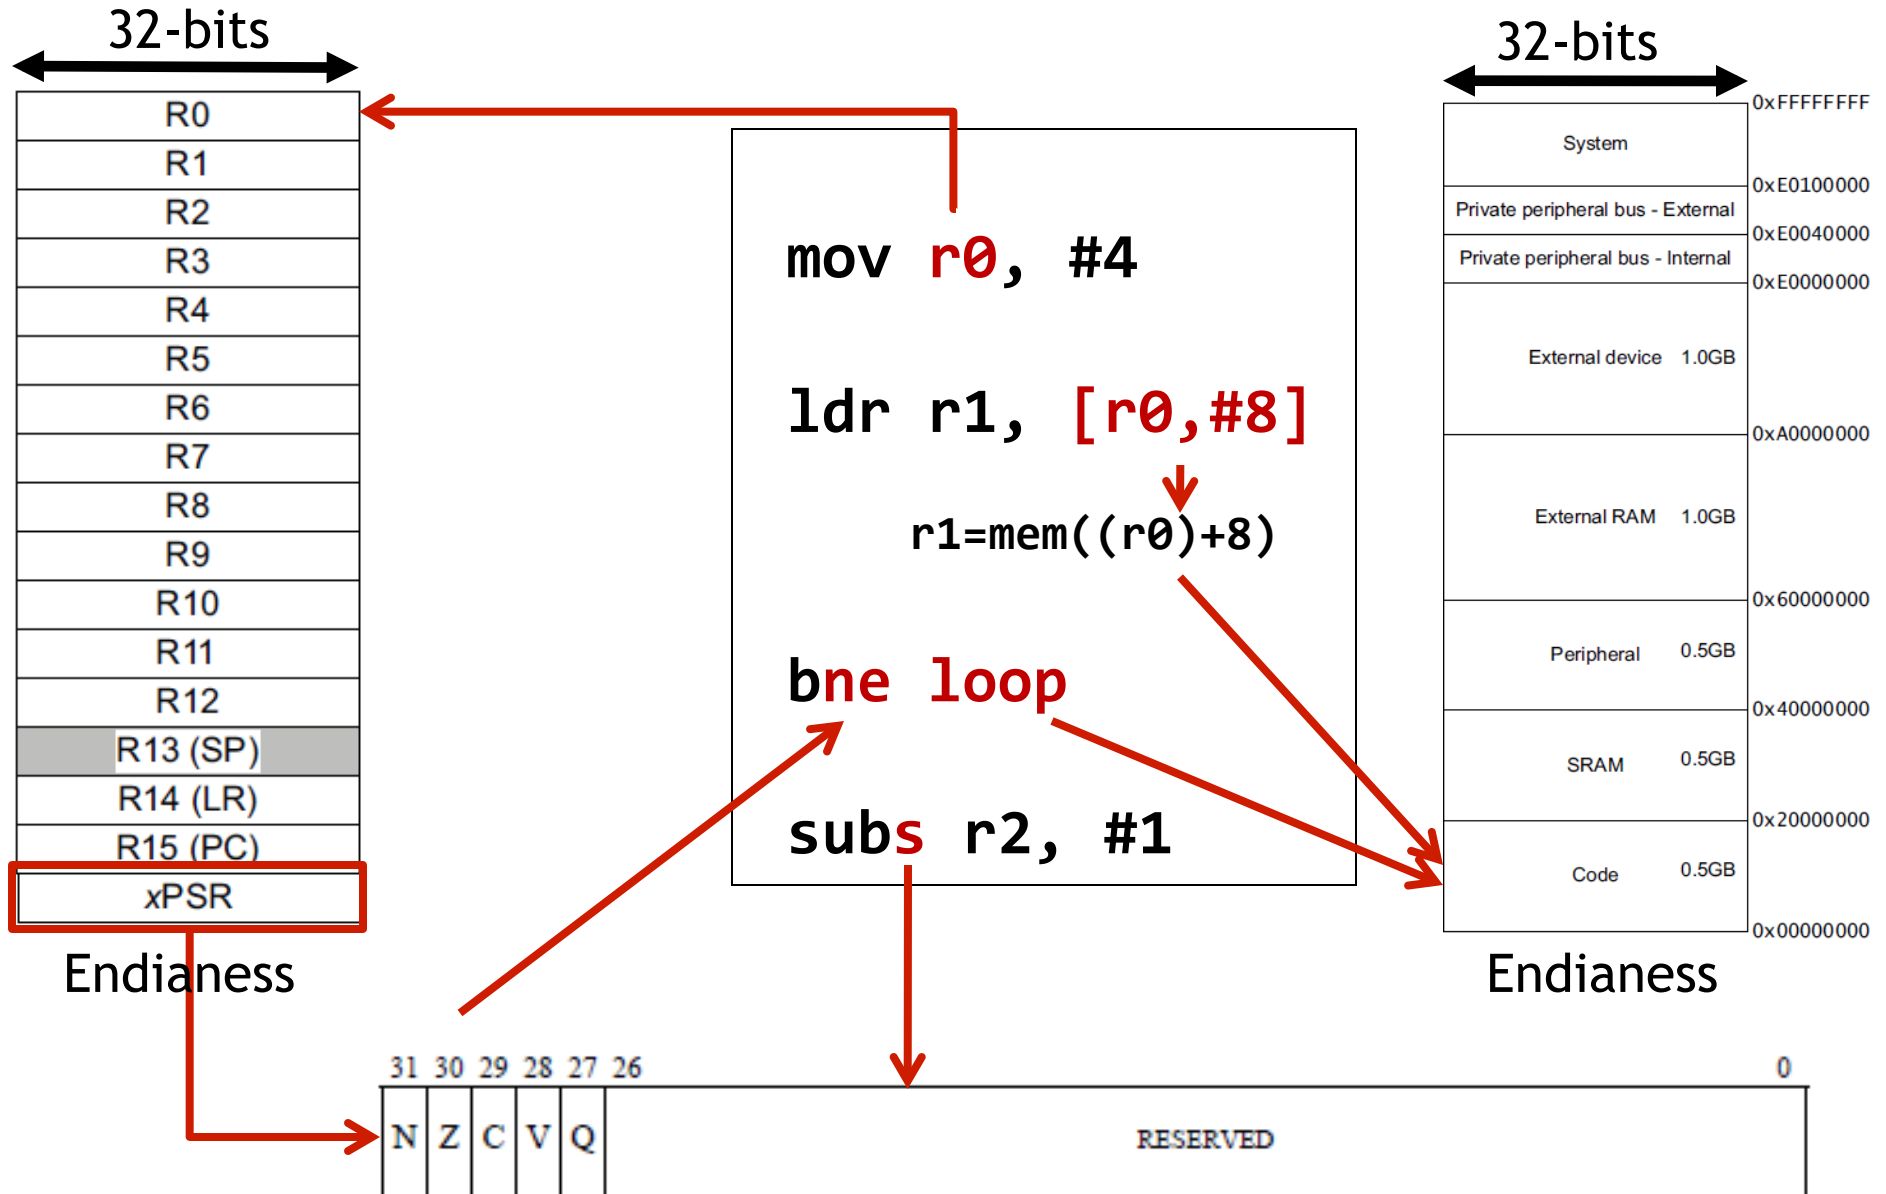 32-bits
R0
R1
R2
R3
R4
R5
R6
R7
R8
R9
R10
R11
R12
R13 (SP)
R14 (LR)
R15 (PC)
xPSR
Endianess
mov r0, #4
ldr r1, [r0,#8]
r1=mem((r0)+8)
bne loop
subs r2, #1
32-bits
0xFFFFFFFF
System
0xE0100000
Private peripheral bus - External
0xE0040000
Private peripheral bus - Internal
0xE0000000
External device 1.0GB
0xA0000000
External RAM 1.0GB
0x60000000
Peripheral 0.5GB
0x40000000
SRAM 0.5GB
0x20000000
Code 0.5GB
0x00000000
Endianess
31 30 29 28 27 26 0
N Z C V Q RESERVED